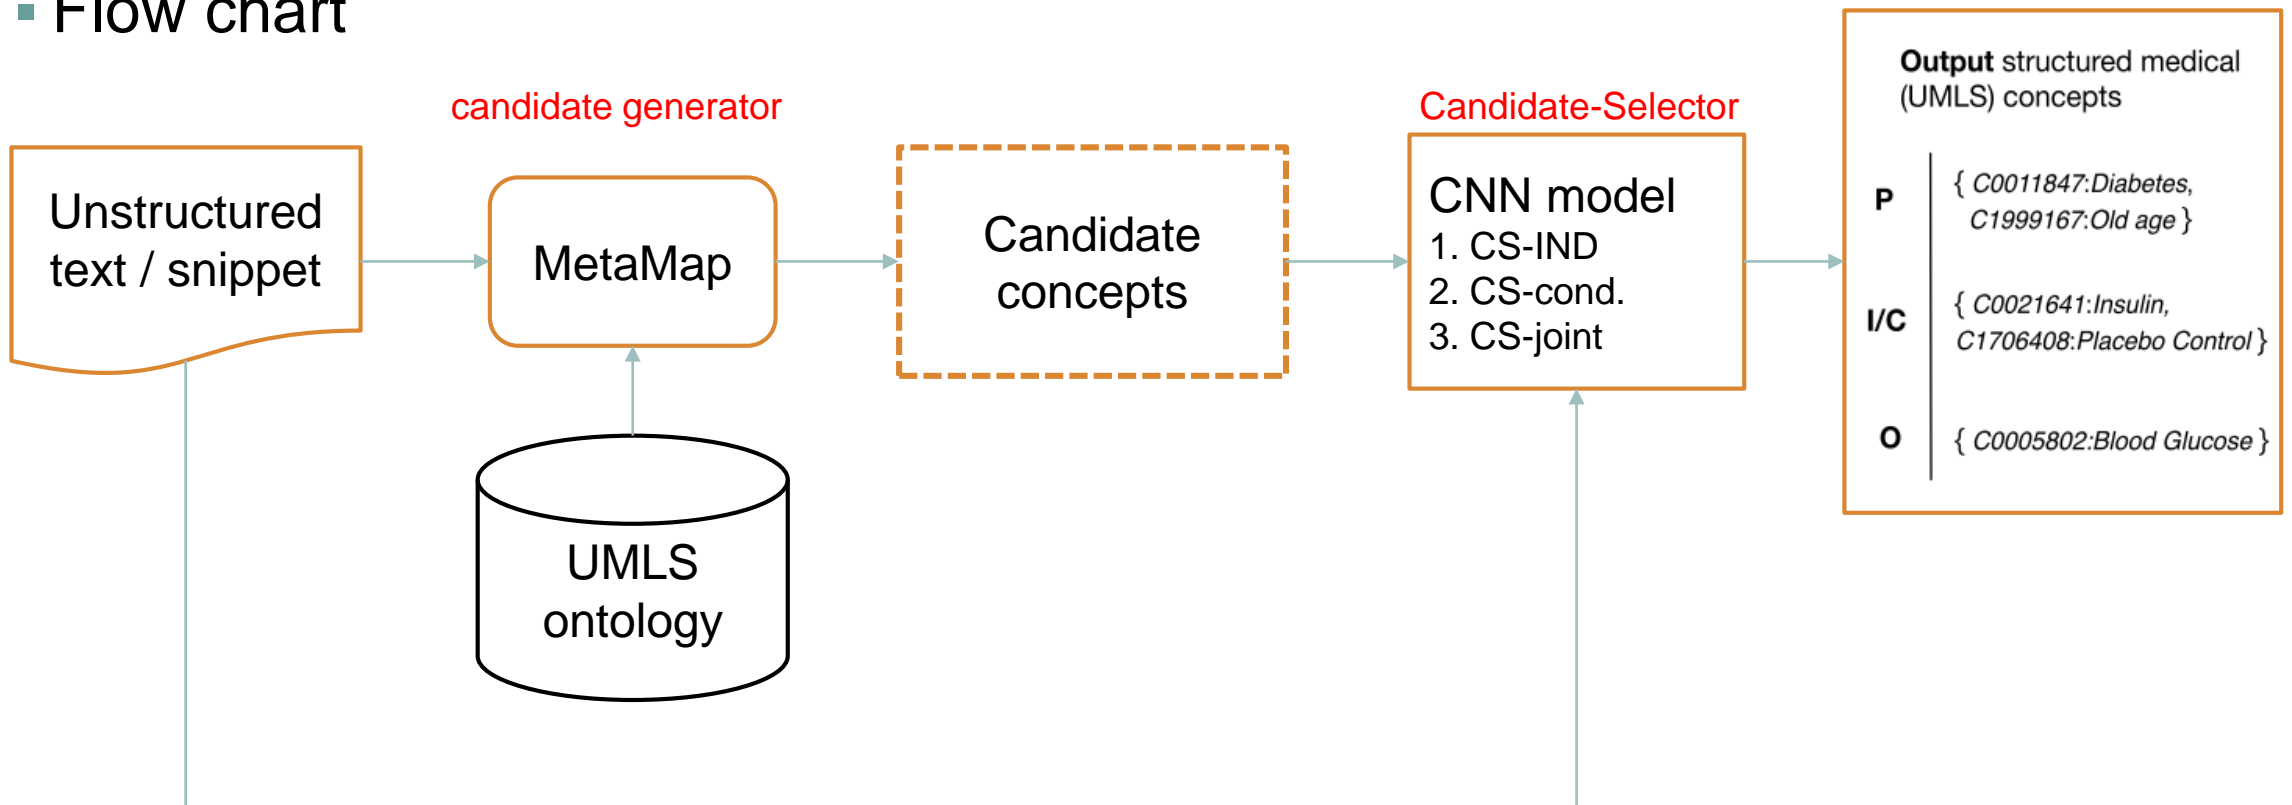 Flow chart
candidate generator
Candidate-Selector
Unstructured
text / snippet
MetaMap
Candidate
concepts
CNN model
1. CS-IND
2. CS-cond.
3. CS-joint
UMLS
ontology
Output structured medical
(UMLS) concepts
P
{ C0011847:Diabetes,
C1999167:Old age }
I/C
{ C0021641:Insulin,
C1706408:Placebo Control }
O
{ C0005802:Blood Glucose }